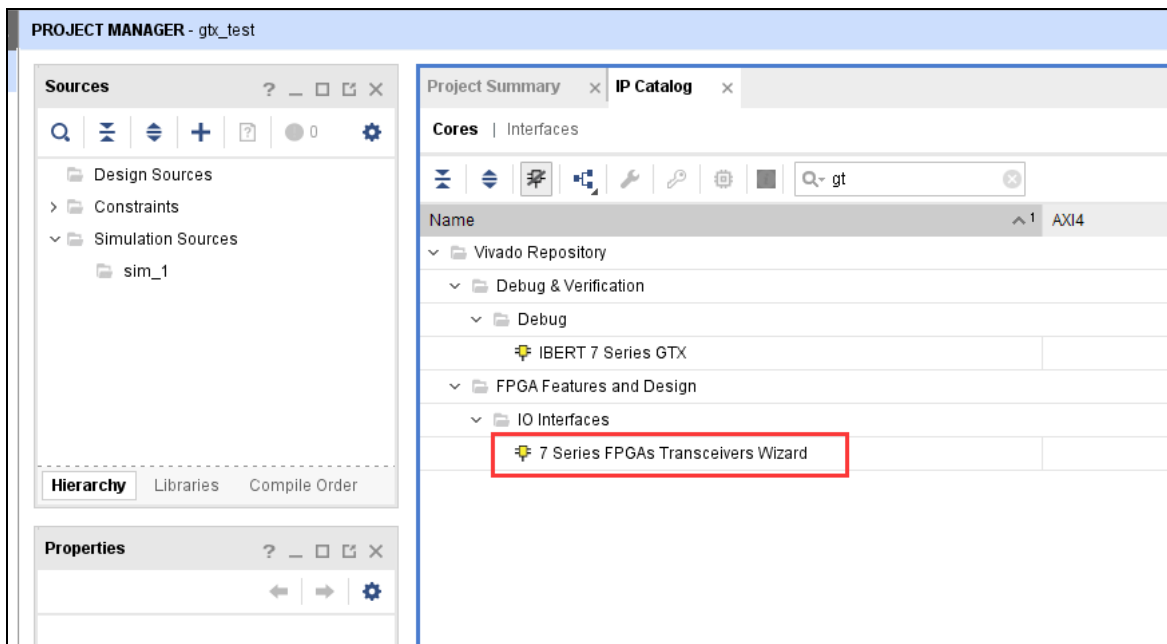 PROJECT MANAGER - gtx_test
Sources
? _
0
Design Sources
Constraints
Simulation Sources
sim_1
Hierarchy Libraries Compile Order
Properties
? _
Project Summary IP Catalog
Cores | Interfaces
gt
Name 1 AXI4
Vivado Repository
Debug & Verification
Debug
IBERT 7 Series GTX
FPGA Features and Design
IO Interfaces
7 Series FPGAs Transceivers Wizard